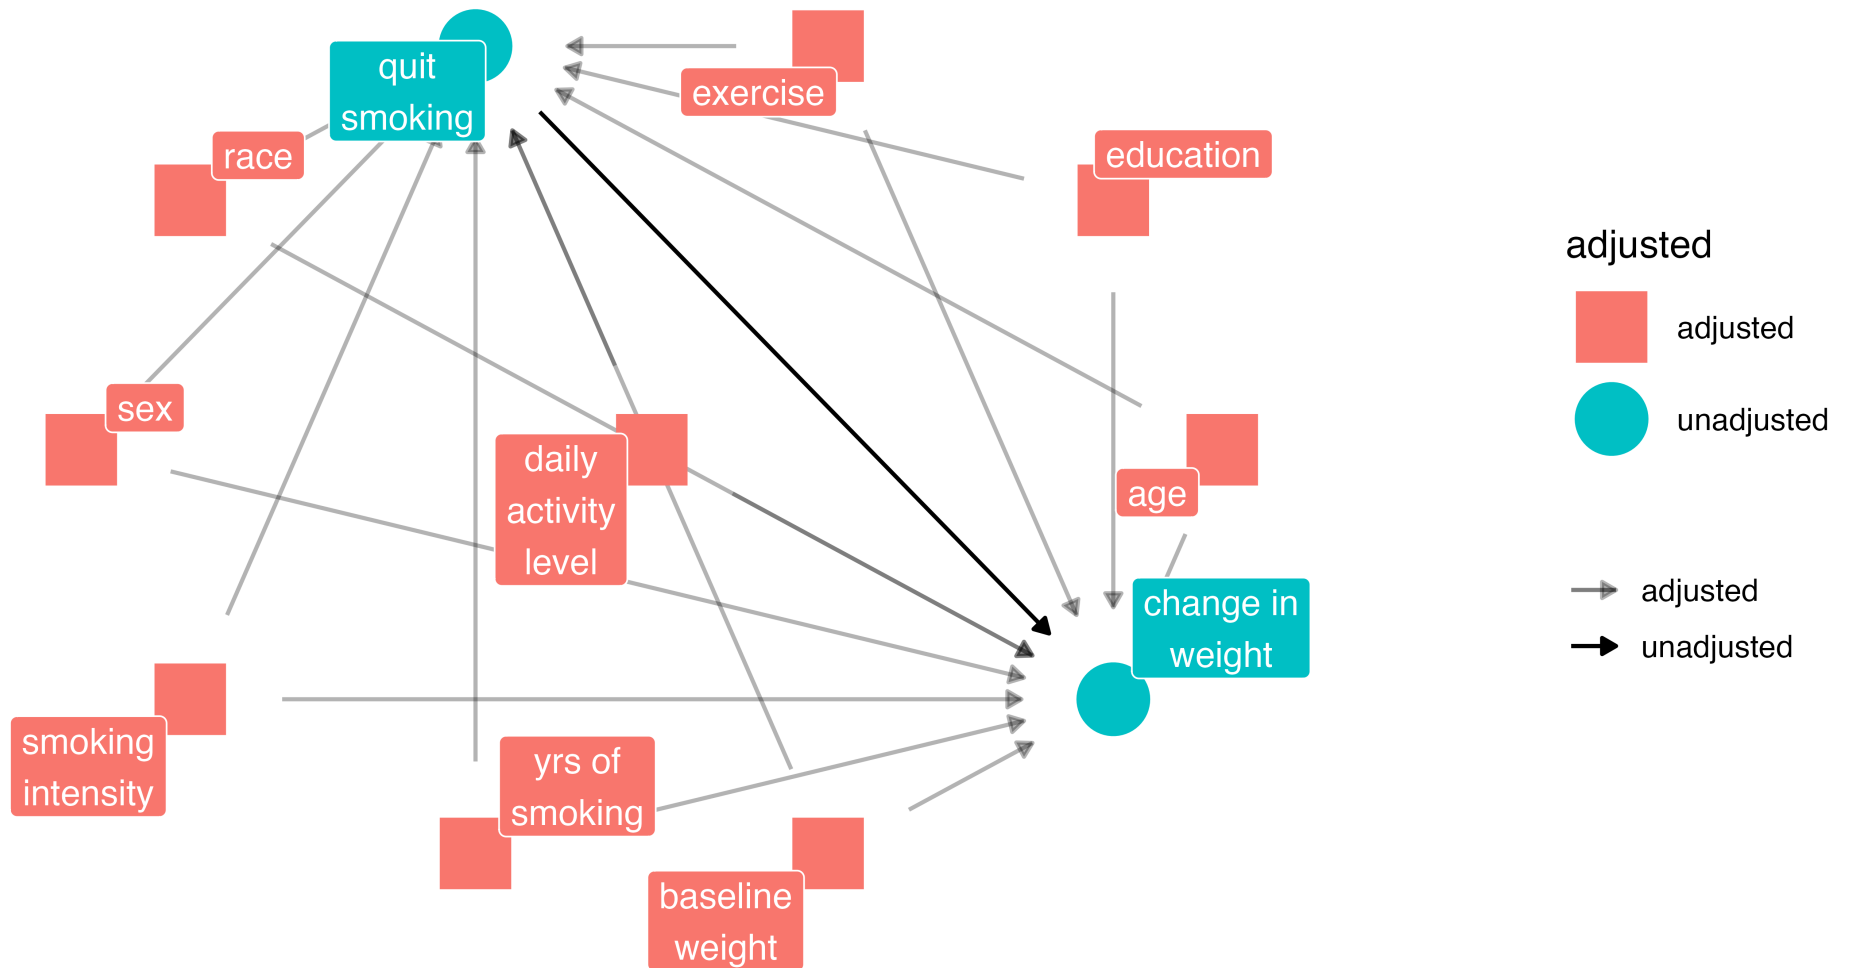 quit
smoking
exercise
race
education
sex
daily
activity
level
age
change in
weight
smoking
intensity
yrs of
smoking
baseline
weight
adjusted
adjusted
unadjusted
adjusted
unadjusted